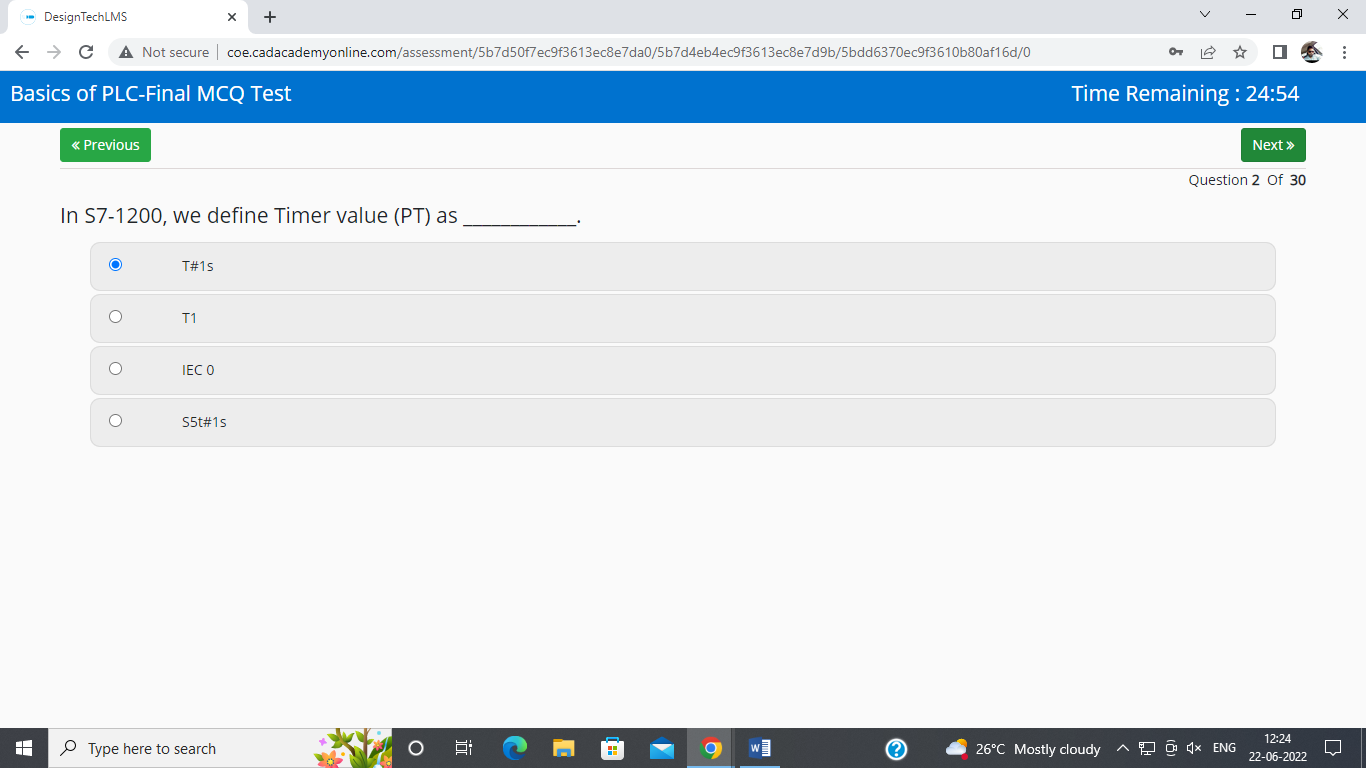 DesignTechLMS
Not secure coe.cadacademyonline.com/assessment/5b7d50f7ec9f3613ec8e7da0/5b7d4eb4ec9f3613ec8e7d9b/5bdd6370ec9f3610b80af16d/0
Basics of PLC-Final MCQ Test
Time Remaining : 24:54
« Previous
Next »
Question 2 Of 30
In S7-1200, we define Timer value (PT) as ____________.
T#1s
T1
IEC 0
S5t#1s
Type here to search
26°C Mostly cloudy
ENG
12:24
22-06-2022